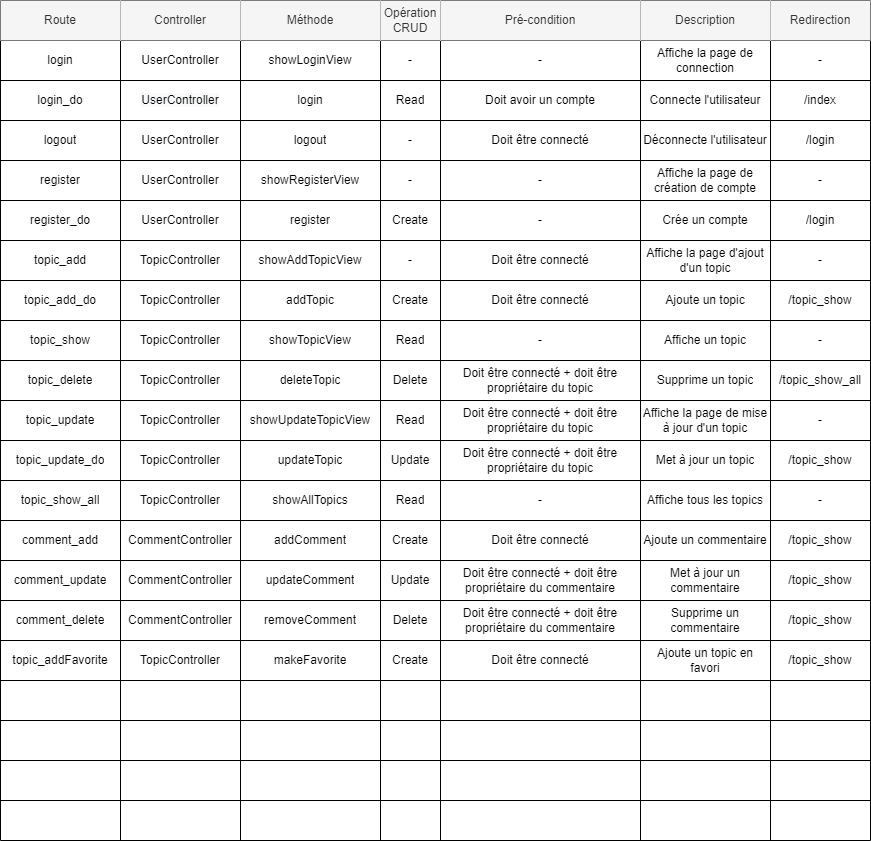 Route Controller Méthode Opération CRUD Pré-condition Description Redirection
login UserController showLoginView - - Affiche la page de connection -
login_do UserController login Read Doit avoir un compte Connecte l'utilisateur /index
logout UserController logout - Doit être connecté Déconnecte l'utilisateur /login
register UserController showRegisterView - - Affiche la page de création de compte -
register_do UserController register Create - Crée un compte /login
topic_add TopicController showAddTopicView - Doit être connecté Affiche la page d'ajout d'un topic -
topic_add_do TopicController addTopic Create Doit être connecté Ajoute un topic /topic_show
topic_show TopicController showTopicView Read - Affiche un topic -
topic_delete TopicController deleteTopic Delete Doit être connecté + doit être propriétaire du topic Supprime un topic /topic_show_all
topic_update TopicController showUpdateTopicView Read Doit être connecté + doit être propriétaire du topic Affiche la page de mise à jour d'un topic -
topic_update_do TopicController updateTopic Update Doit être connecté + doit être propriétaire du topic Met à jour un topic /topic_show
topic_show_all TopicController showAllTopics Read - Affiche tous les topics -
comment_add CommentController addComment Create Doit être connecté Ajoute un commentaire /topic_show
comment_update CommentController updateComment Update Doit être connecté + doit être propriétaire du commentaire Met à jour un commentaire /topic_show
comment_delete CommentController removeComment Delete Doit être connecté + doit être propriétaire du commentaire Supprime un commentaire /topic_show
topic_addFavorite TopicController makeFavorite Create Doit être connecté Ajoute un topic en favori /topic_show